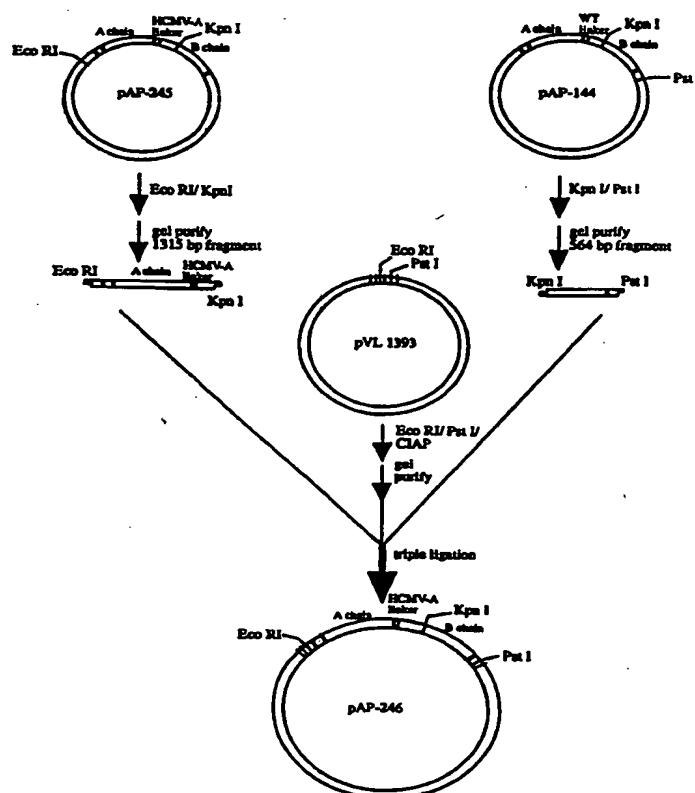 A chain
HCMV-A
linker
Kpn I
B chain
Eco RI
pAP-245
Eco RI/ KpnI
gel purify
1315 bp fragment
Eco RI
A chain
HCMV-A
linker
Kpn I
A chain
WT
linker
Kpn I
B chain
Pst
pAP-144
Kpn I/ Pst I
gel purify
564 bp fragment
Kpn I
Pst I
Eco RI
Pst I
pVL 1393
Eco RI/ Pst I/
CIAP
gel
purify
triple ligation
A chain
HCMV-A
linker
Kpn I
B chain
Eco RI
Pst I
pAP-246